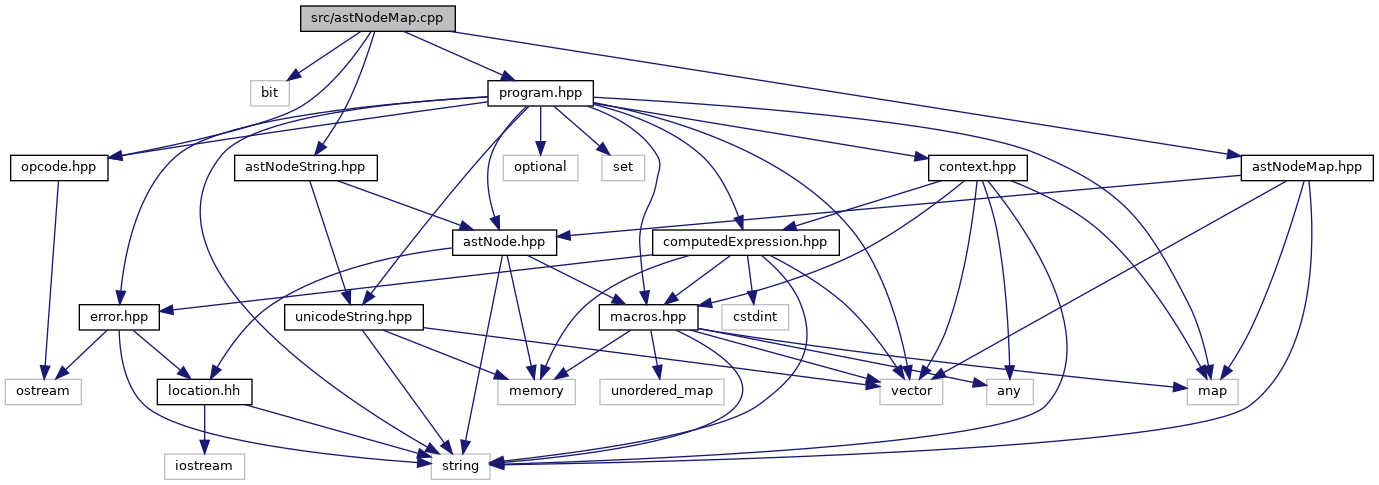 src/astNodeMap.cpp
bit
program.hpp
opcode.hpp
astNodeString.hpp
optional
set
context.hpp
astNodeMap.hpp
astNode.hpp
computedExpression.hpp
error.hpp
unicodeString.hpp
macros.hpp
cstdint
ostream
location.hh
memory
unordered_map
vector
any
map
iostream
string